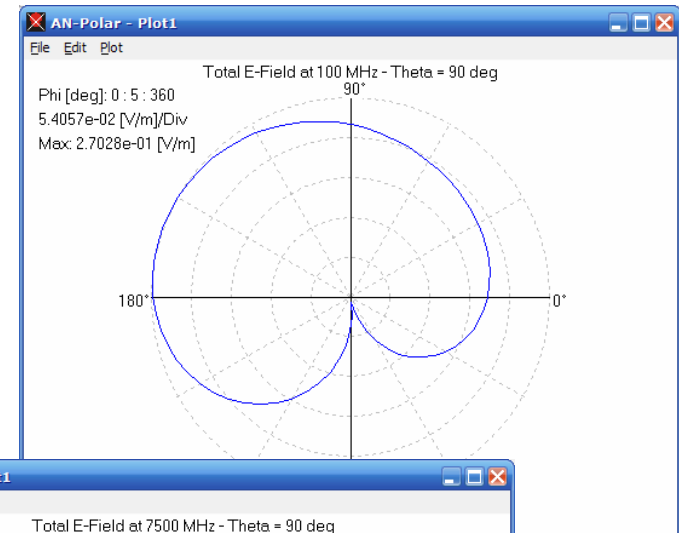 AN-Polar - Plot1
File Edit Plot
Total E-Field at 100 MHz - Theta = 90 deg
Phi [deg]: 0 : 5 : 360
90°
5.4057e-02 [V/m]/Div
Max: 2.7028e-01 [V/m]
180°
0°
t1
Total E-Field at 7500 MHz - Theta = 90 deg